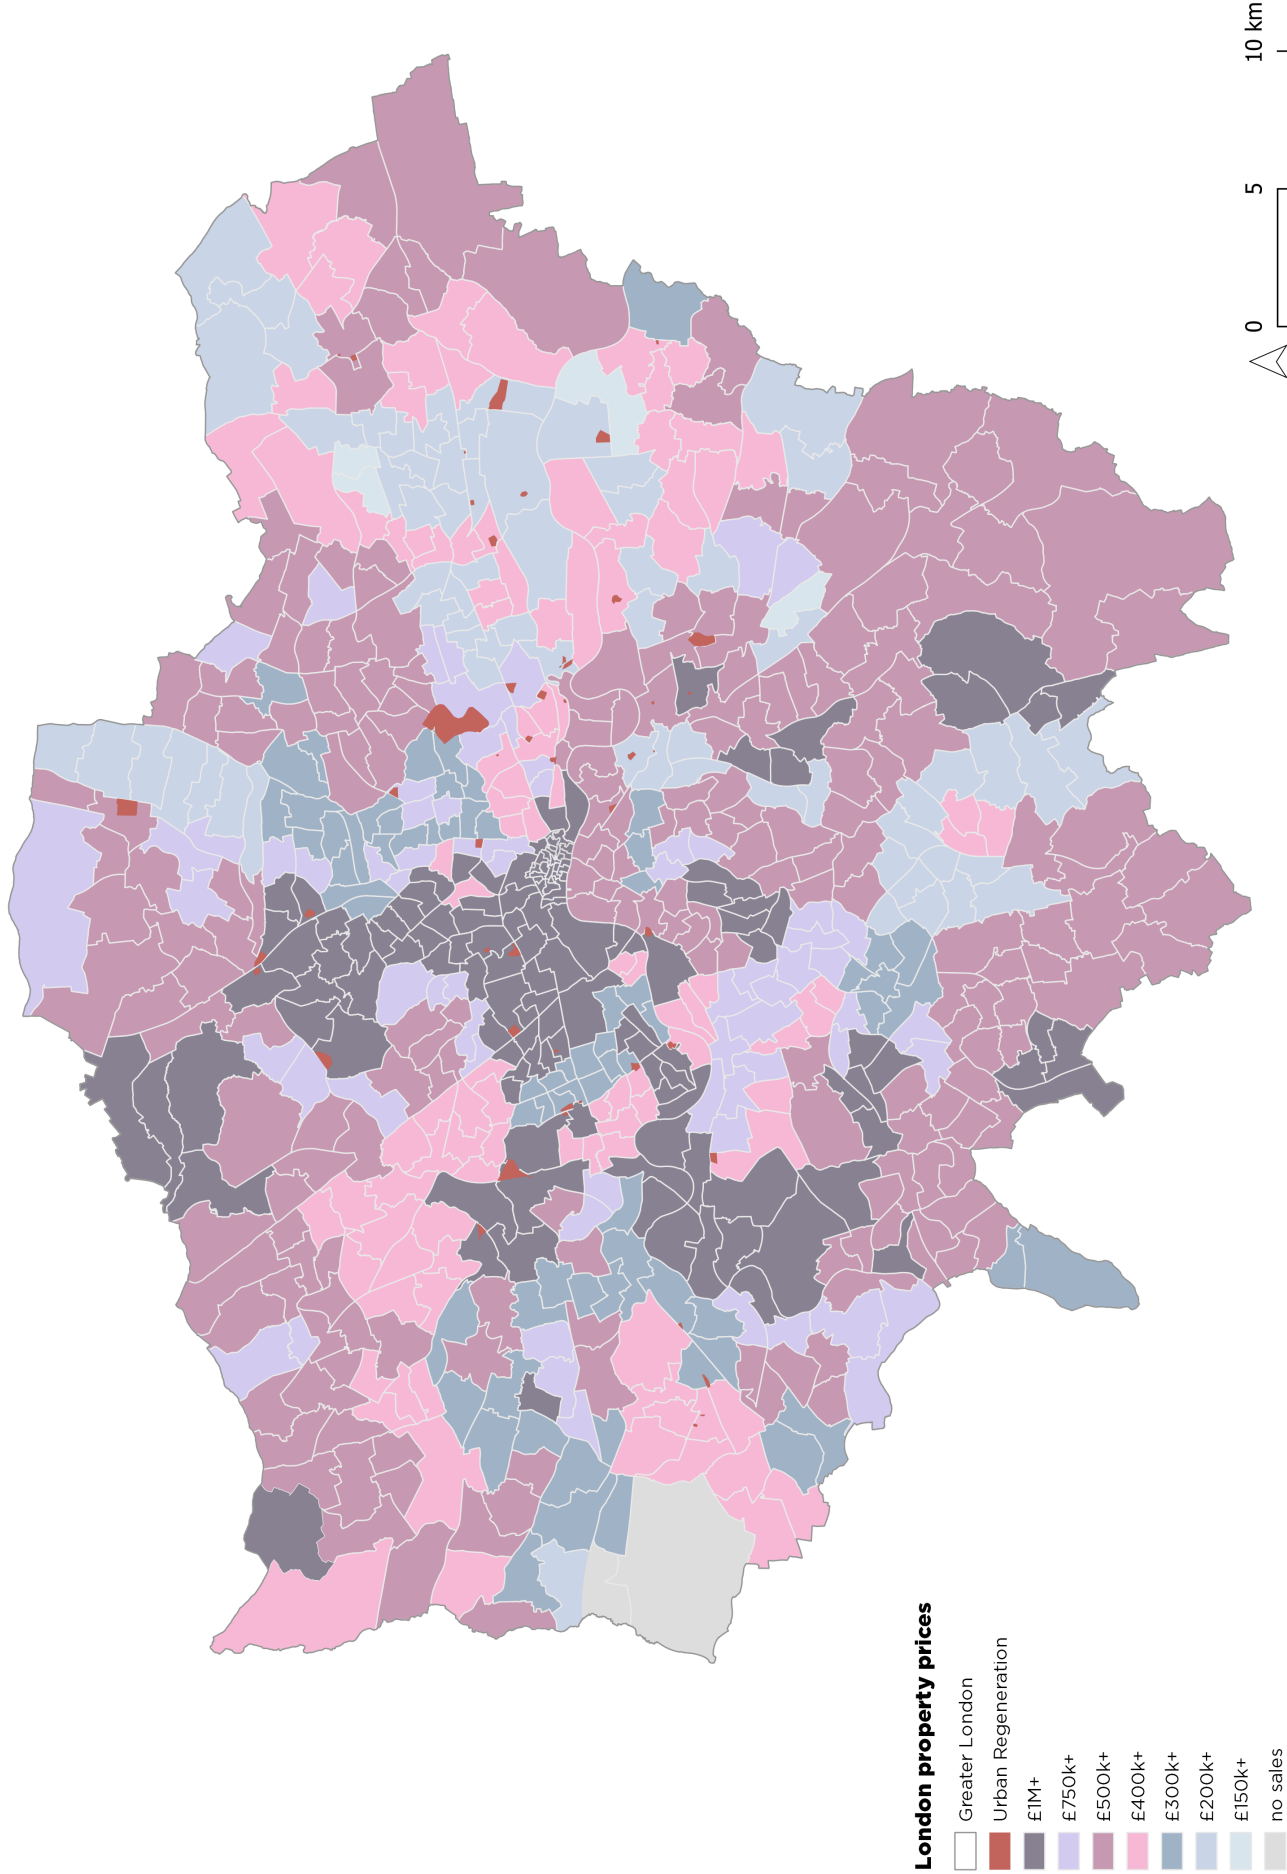 London property prices
Greater London
Urban Regeneration
£1M+
£750k+
£500k+
£400k+
£300k+
£200k+
£150k+
no sales
0 5 10 km